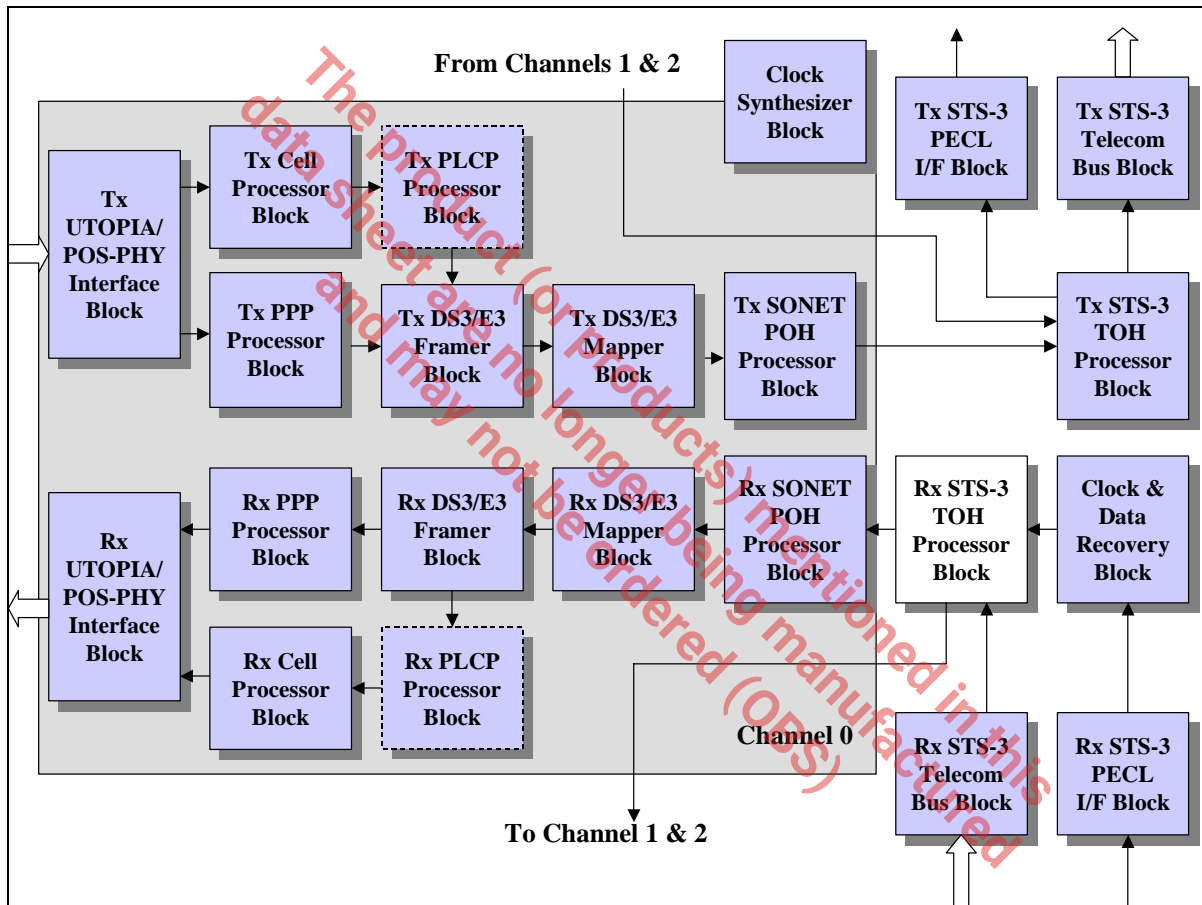 From Channels 1 & 2
Clock
Synthesizer
Block
Tx STS-3
PECL
I/F Block
Tx STS-3
Telecom
Bus Block
Tx
UTOPIA/
POS-PHY
Interface
Block
Tx Cell
Processor
Block
Tx PLCP
Processor
Block
Tx PPP
Processor
Block
Tx DS3/E3
Framer
Block
Tx DS3/E3
Mapper
Block
Tx SONET
POH
Processor
Block
Tx STS-3
TOH
Processor
Block
Rx
UTOPIA/
POS-PHY
Interface
Block
Rx PPP
Processor
Block
Rx DS3/E3
Framer
Block
Rx DS3/E3
Mapper
Block
Rx SONET
POH
Processor
Block
Rx STS-3
TOH
Processor
Block
Clock &
Data
Recovery
Block
Rx Cell
Processor
Block
Rx PLCP
Processor
Block
Channel 0
Rx STS-3
Telecom
Bus Block
Rx STS-3
PECL
I/F Block
To Channel 1 & 2
The product (or products) mentioned in this
data sheet are no longer being manufactured
and may not be ordered (OBS)